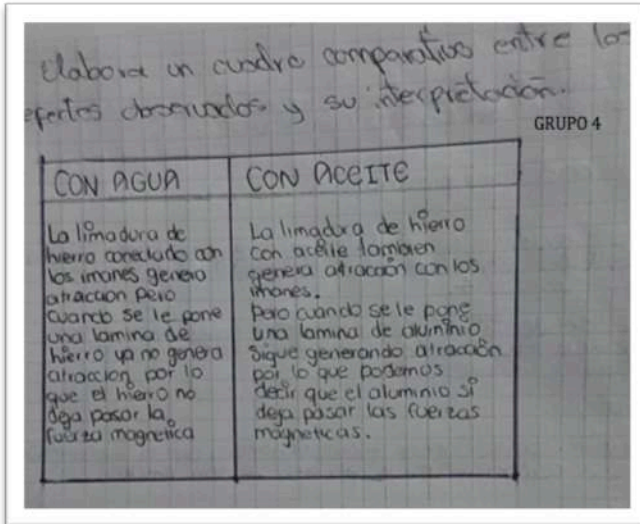 Elabora un cuadro comparativo entre los
efectos observados y su interpretación.
GRUPO 4
CON AGUA
La limadura de
hierro conectado con
los imanes genera
atraccion pero
cuando se le pone
una lamina de
hierro ya no genera
atraccion por lo
que el hierro no
deja pasar la
fuerza magnetica
CON ACEITE
La limadura de hierro
con aceite tambien
genera atracción con los
imanes.
Pero cuando se le pone
una lamina de aluminio
sigue generando atracción
por lo que podemos
decir que el aluminio si
deja pasar las fuerzas
magneticas.